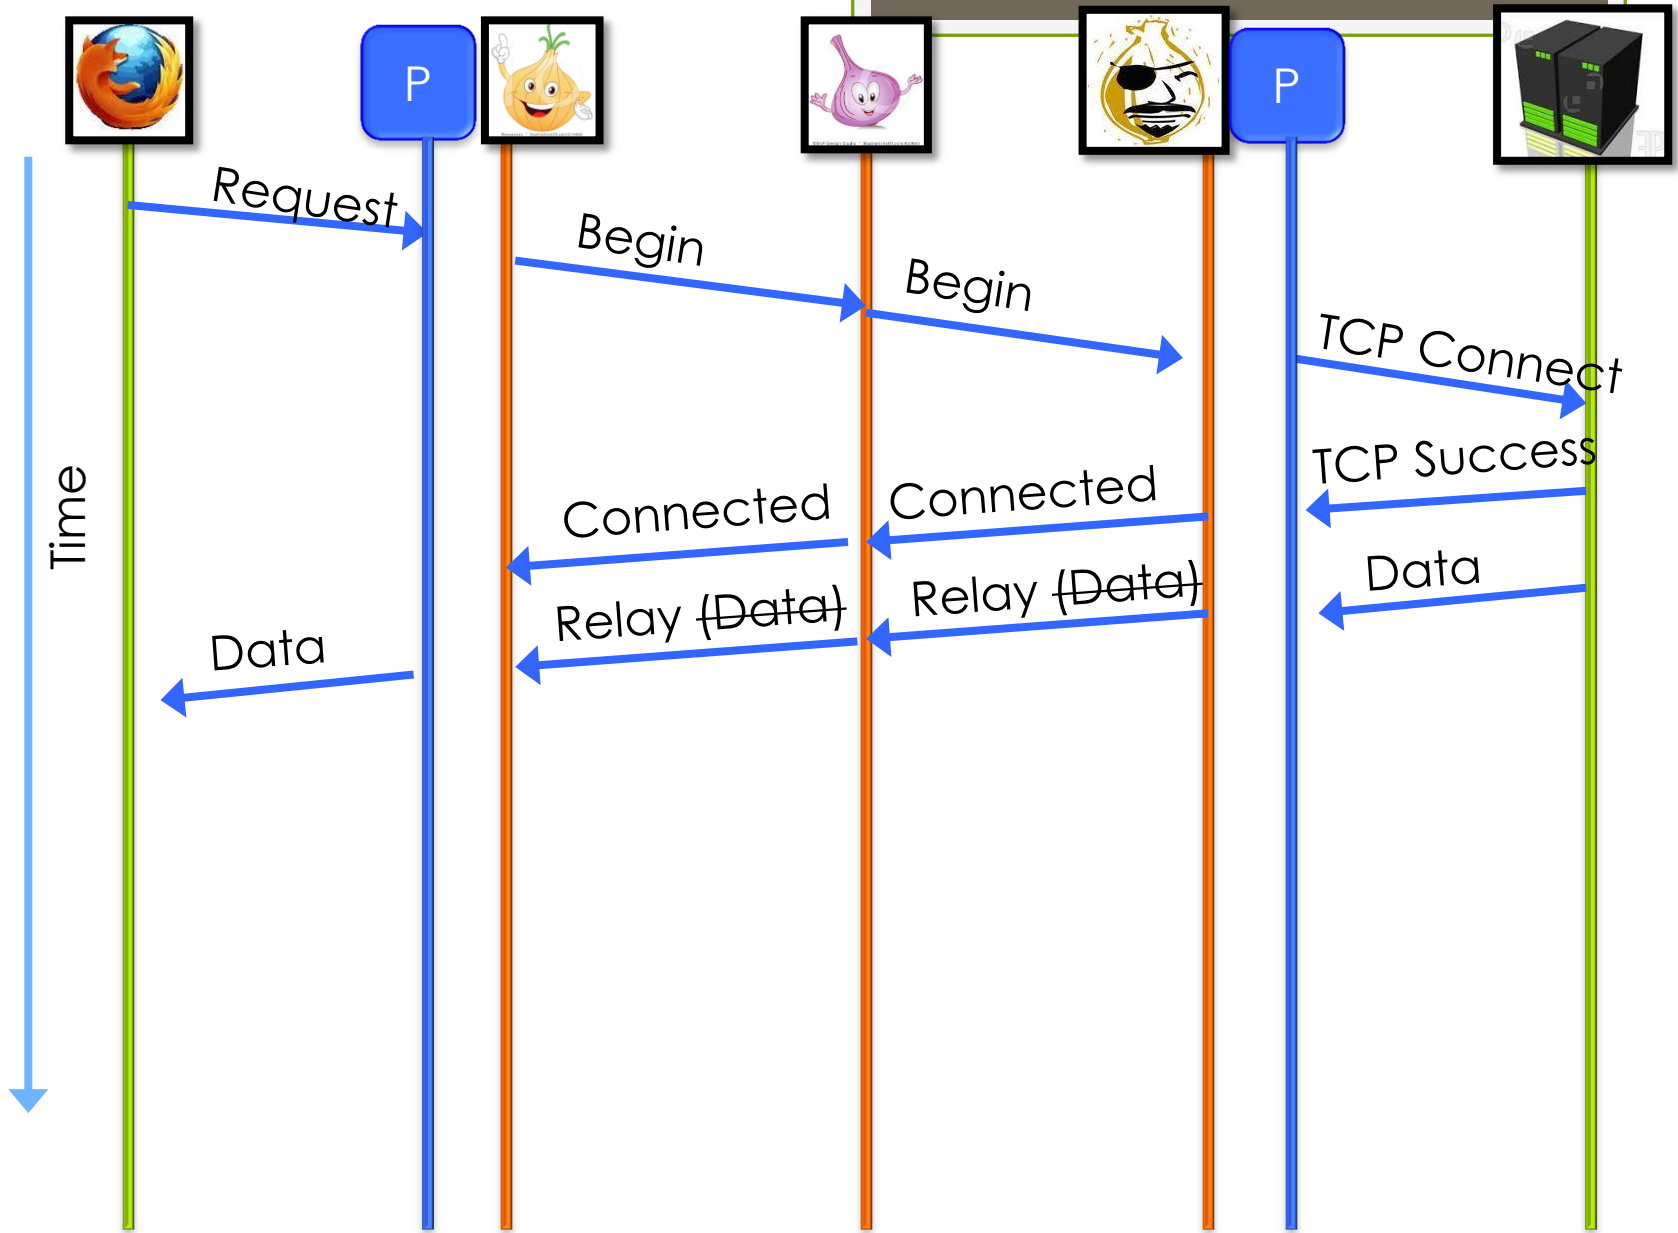 P
P
Request
Begin
Begin
TCP Connect
TCP Success
Time
Connected
Connected
Data
Relay (Data)
Relay (Data)
Data